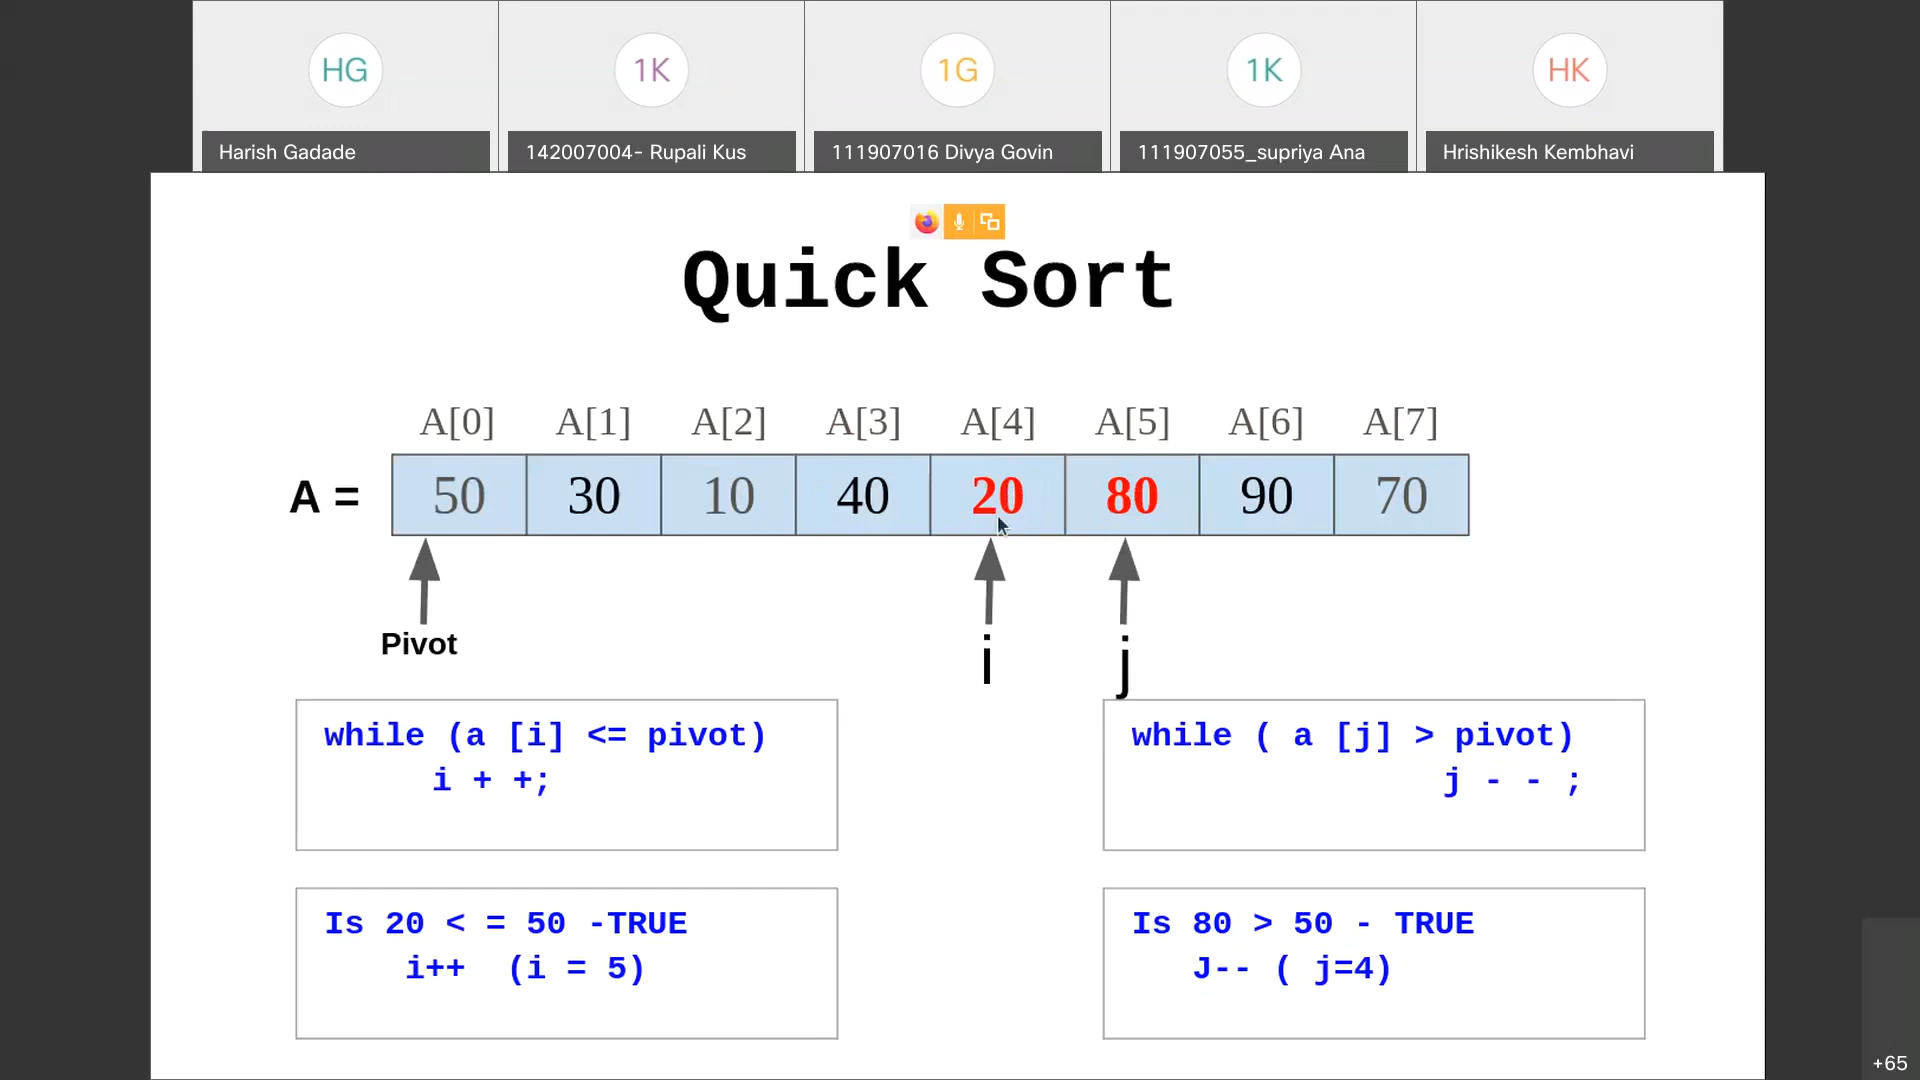 HG
1K
1G
1K
HK
Harish Gadade
142007004- Rupali Kus
111907016 Divya Govin
111907055_supriya Ana
Hrishikesh Kembhavi
Quick Sort
A[0] A[1] A[2] A[3] A[4] A[5] A[6] A[7]
A = 50 30 10 40 20 80 90 70
Pivot
i
j
while (a [i] <= pivot)
i + +;
while ( a [j] > pivot)
j - - ;
Is 20 < = 50 -TRUE
i++ (i = 5)
Is 80 > 50 - TRUE
J-- ( j=4)
+65